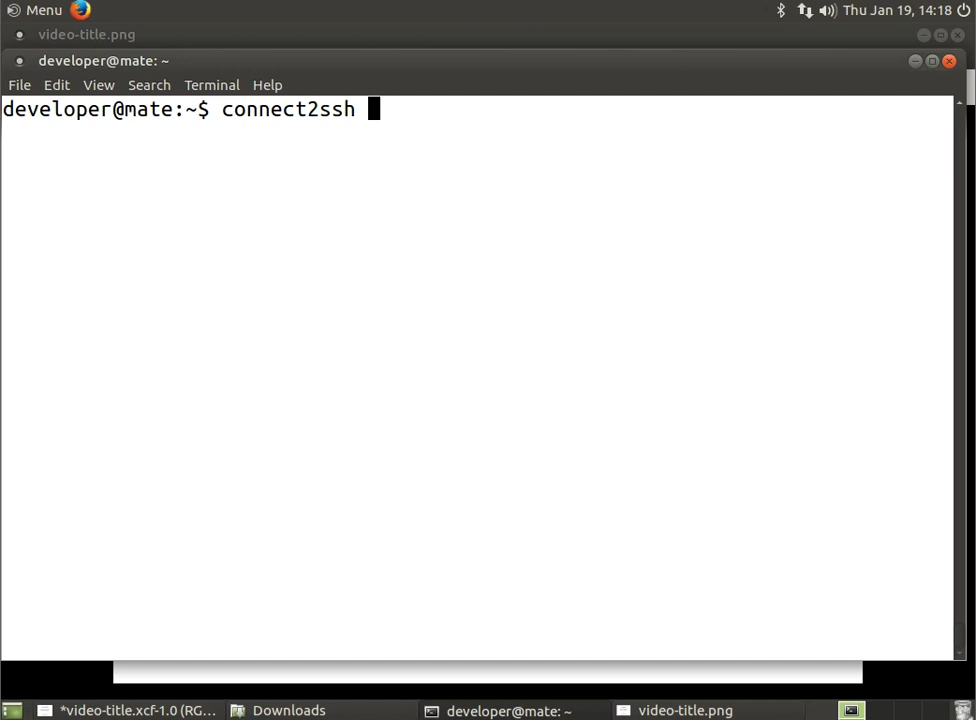 Menu Thu Jan 19, 14:18
video-title.png
developer@mate: ~
File Edit View Search Terminal Help
developer@mate:~$ connect2ssh
*video-title.xcf-1.0 (RG... Downloads developer@mate: ~ video-title.png